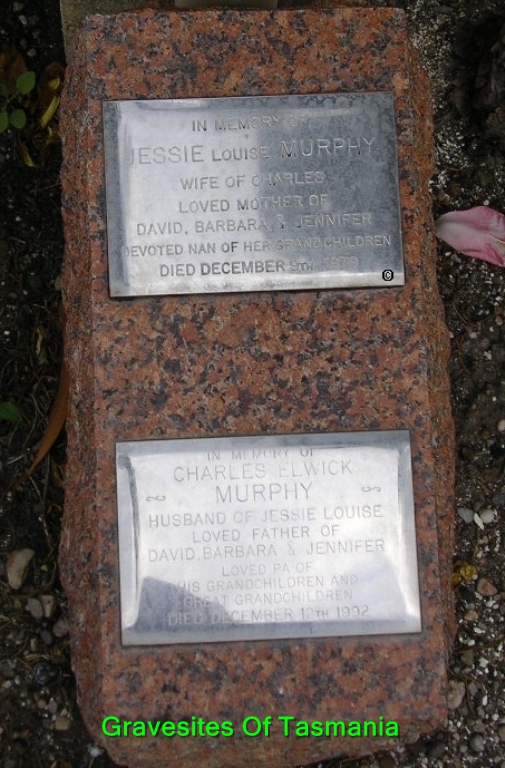 IN MEMORY OF
JESSIE LOUISE MURPHY
WIFE OF CHARLES
LOVED MOTHER OF
DAVID, BARBARA & JENNIFER
DEVOTED NAN OF HER GRANDCHILDREN
DIED DECEMBER 9TH 1979
©
IN MEMORY OF
CHARLES ELWICK
MURPHY
HUSBAND OF JESSIE LOUISE
LOVED FATHER OF
DAVID, BARBARA & JENNIFER
LOVED PA OF
HIS GRANDCHILDREN AND
GREAT GRANDCHILDREN
DIED DECEMBER 12TH 1992
Gravesites Of Tasmania